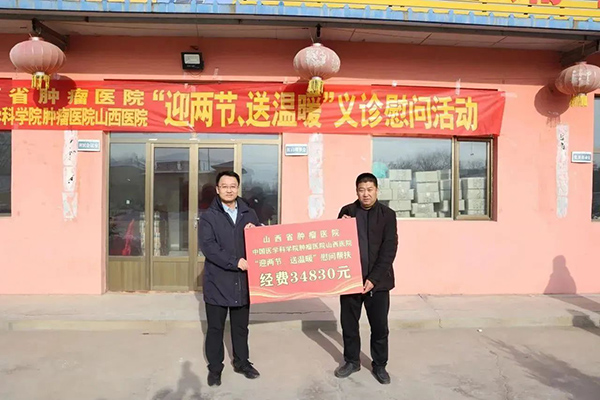 省肿瘤医院
科学院肿瘤医院山西医院
“迎两节、送温暖”义诊慰问活动
山西省肿瘤医院
中国医学科学院肿瘤医院山西医院
“迎两节 送温暖”慰问帮扶
经费34830元